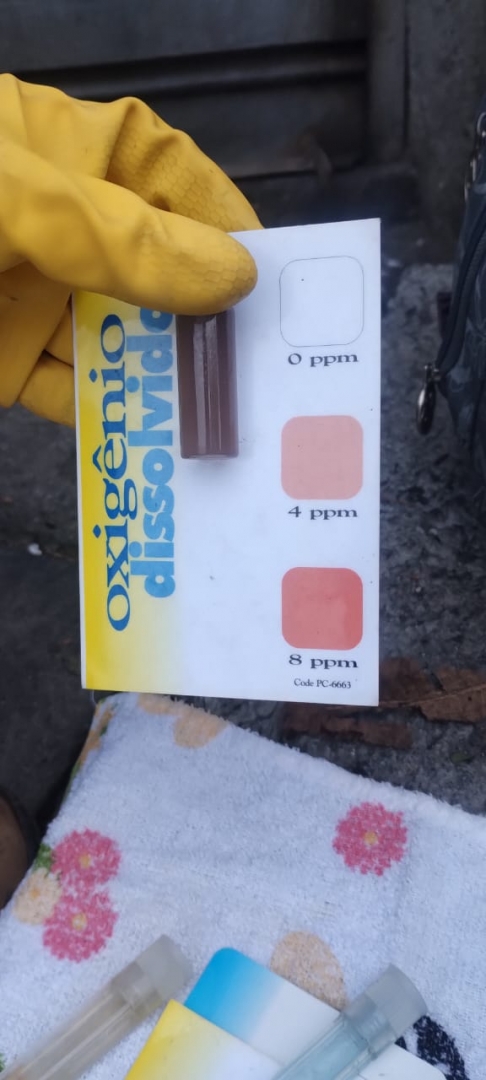 oxigênio
dissolvido
0 ppm
4 ppm
8 ppm
Code PC-6663